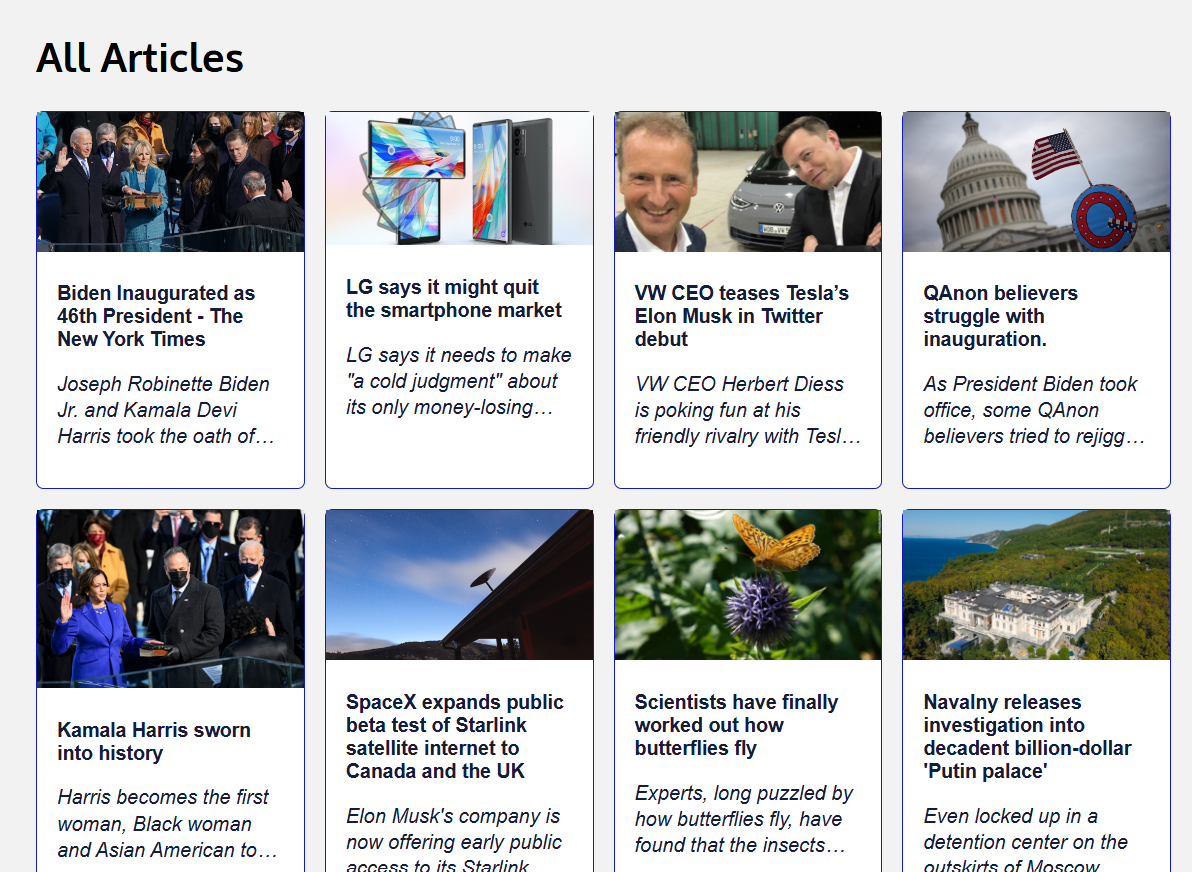 All Articles
Biden Inaugurated as
46th President - The
New York Times
Joseph Robinette Biden
Jr. and Kamala Devi
Harris took the oath of…
LG says it might quit
the smartphone market
LG says it needs to make
"a cold judgment" about
its only money-losing…
VW CEO teases Tesla’s
Elon Musk in Twitter
debut
VW CEO Herbert Diess
is poking fun at his
friendly rivalry with Tesl…
QAnon believers
struggle with
inauguration.
As President Biden took
office, some QAnon
believers tried to rejigg…
Kamala Harris sworn
into history
Harris becomes the first
woman, Black woman
and Asian American to…
SpaceX expands public
beta test of Starlink
satellite internet to
Canada and the UK
Elon Musk's company is
now offering early public
access to its Starlink
Scientists have finally
worked out how
butterflies fly
Experts, long puzzled by
how butterflies fly, have
found that the insects…
Navalny releases
investigation into
decadent billion-dollar
'Putin palace'
Even locked up in a
detention center on the
outskirts of Moscow